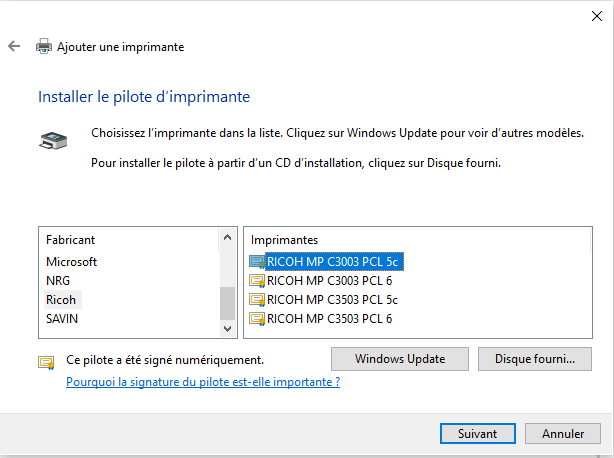 Ajouter une imprimante
Installer le pilote d’imprimante
Choisissez l’imprimante dans la liste. Cliquez sur Windows Update pour voir d’autres modèles.
Pour installer le pilote à partir d’un CD d’installation, cliquez sur Disque fourni.
Fabricant
Microsoft
NRG
Ricoh
SAVIN
Imprimantes
RICOH MP C3003 PCL 5c
RICOH MP C3003 PCL 6
RICOH MP C3503 PCL 5c
RICOH MP C3503 PCL 6
Ce pilote a été signé numériquement.
Pourquoi la signature du pilote est-elle importante ?
Windows Update
Disque fourni...
Suivant
Annuler